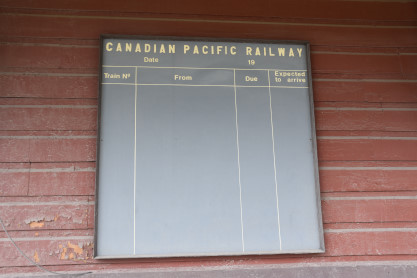 CANADIAN PACIFIC RAILWAY
Date 19
Train Nº From Due Expected
to arrive